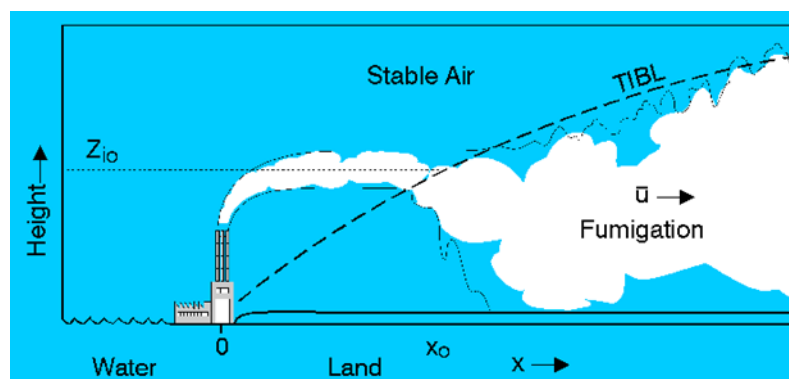 Stable Air
TIBL
Z_io
Height →
ū →
Fumigation
0
x_o
x →
Water
Land